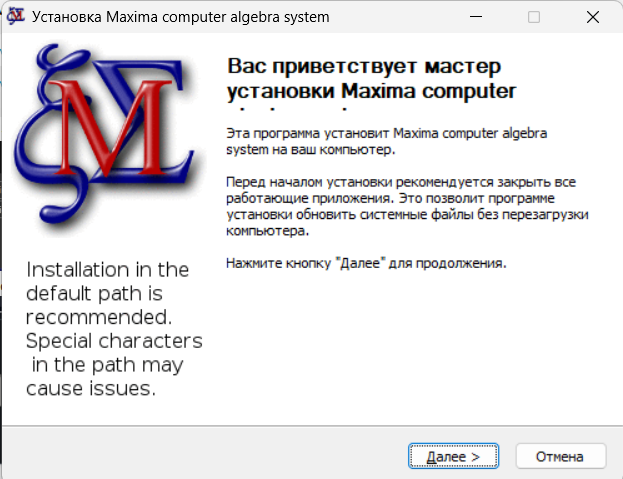 Установка Maxima computer algebra system
Вас приветствует мастер
установки Maxima computer
Эта программа установит Maxima computer algebra
system на ваш компьютер.
Перед началом установки рекомендуется закрыть все
работающие приложения. Это позволит программе
установки обновить системные файлы без перезагрузки
компьютера.
Нажмите кнопку "Далее" для продолжения.
Installation in the
default path is
recommended.
Special characters
in the path may
cause issues.
Далее >
Отмена